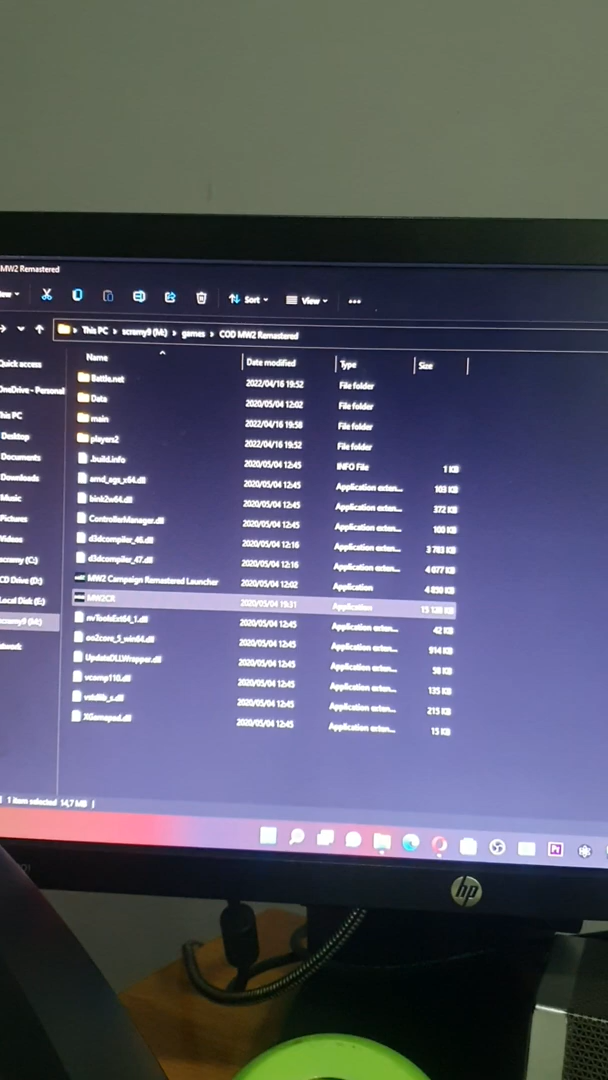 MW2 Remastered
Sort
View
This PC
games
COD MW2 Remastered
Quick access
OneDrive - Personal
This PC
Desktop
Documents
Downloads
Music
Pictures
Videos
CD Drive (D:)
Local Disk (E:)
Name Date modified Type Size
Battle.net 2022/04/16 19:52 File folder
Data 2020/05/04 12:02 File folder
main 2022/04/16 19:58 File folder
players2 2022/04/16 19:52 File folder
.build.info 2020/05/04 12:45 INFO File 1 KB
amd_ags_x64.dll 2020/05/04 12:45 Application exten... 103 KB
bink2w64.dll 2020/05/04 12:45 Application exten... 372 KB
ControllerManager.dll 2020/05/04 12:45 Application exten... 100 KB
d3dcompiler_46.dll 2020/05/04 12:16 Application exten... 3 783 KB
d3dcompiler_47.dll 2020/05/04 12:16 Application exten... 4 077 KB
MW2 Campaign Remastered Launcher 2020/05/04 12:02 Application 4 850 KB
MW2CR 2020/05/04 19:31 Application 15 128 KB
nvToolsExt64_1.dll 2020/05/04 12:45 Application exten... 42 KB
oo2core_5_win64.dll 2020/05/04 12:45 Application exten... 914 KB
UpdateDLLWrapper.dll 2020/05/04 12:45 Application exten... 58 KB
vcomp110.dll 2020/05/04 12:45 Application exten... 135 KB
2020/05/04 12:45 Application exten... 215 KB
XGamepad.dll 2020/05/04 12:45 Application exten... 15 KB
1 item selected 14,7 MB
Pr
hp